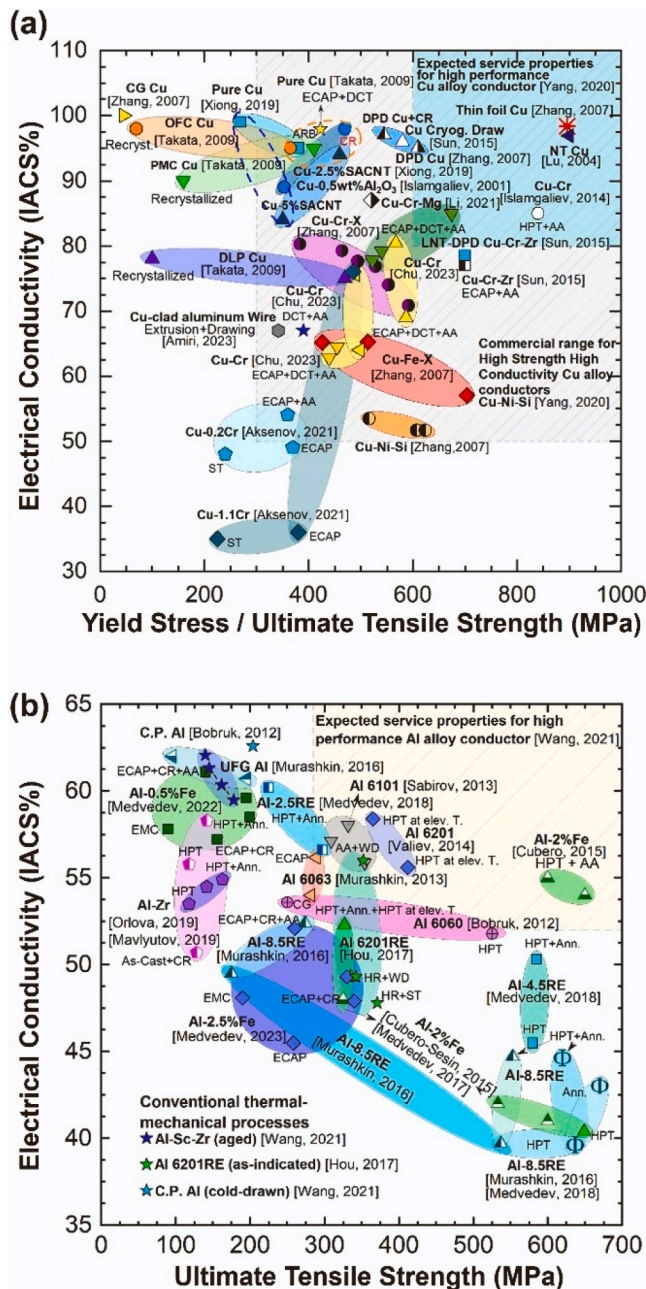 (a)
110
100
90
80
70
60
50
40
30
Electrical Conductivity (IACS%)
0
200
400
600
800
1000
Yield Stress / Ultimate Tensile Strength (MPa)
CG Cu
[Zhang, 2007]
Pure Cu
[Xiong, 2019]
Pure Cu [Takata, 2009]
ECAP+DCT
Expected service properties
for high performance
Cu alloy conductor [Yang, 2020]
OFC Cu
[Takata, 2009]
Recryst.
ARB
CR
DPD Cu+CR
Cu Cryog. Draw
[Sun, 2015]
Thin foil Cu [Zhang, 2007]
NT Cu
[Lu, 2004]
PMC Cu [Takata, 2009]
Recrystallized
DPD Cu [Zhang, 2007]
Cu-2.5%SACNT [Xiong, 2019]
Cu-0.5wt%Al2O3 [Islamgaliev, 2001]
Cu-5%SACNT
Cu-Cr-Mg [Li, 2021]
Cu-Cr
[Islamgaliev, 2014]
HPT+AA
Cu-Cr-X
[Zhang, 2007]
ECAP+DCT+AA
LNT-DPD Cu-Cr-Zr [Sun, 2015]
DLP Cu
[Takata, 2009]
Recrystallized
Cu-Cr
[Chu, 2023]
Cu-Cr-Zr [Sun, 2015]
ECAP+AA
Cu-Cr
[Chu, 2023]
DCT+AA
Cu-clad aluminum Wire
Extrusion+Drawing
[Amiri, 2023]
ECAP+DCT+AA
Cu-Cr [Chu, 2023]
ECAP+DCT+AA
Cu-Fe-X
[Zhang, 2007]
Commercial range for
High Strength High
Conductivity Cu alloy
conductors
Cu-Ni-Si [Yang, 2020]
ECAP+AA
Cu-0.2Cr [Aksenov, 2021]
ST
ECAP
Cu-Ni-Si [Zhang,2007]
Cu-1.1Cr [Aksenov, 2021]
ST
ECAP
(b)
65
60
55
50
45
40
35
Electrical Conductivity (IACS%)
0
100
200
300
400
500
600
700
Ultimate Tensile Strength (MPa)
C.P. Al [Bobruk, 2012]
Expected service properties for high
performance Al alloy conductor [Wang, 2021]
ECAP+CR+AA
UFG Al [Murashkin, 2016]
Al 6101 [Sabirov, 2013]
Al-0.5%Fe
[Medvedev, 2022]
Al-2.5RE [Medvedev, 2018]
HPT+Ann.
HPT at elev. T.
Al 6201
[Valiev, 2014]
HPT at elev. T.
EMC
HPT+Ann.
ECAP+CR
AA+WD
ECAP
Al-2%Fe
[Cubero, 2015]
HPT + AA
HPT
HPT+Ann.
HPT
Al 6063 [Murashkin, 2013]
CG
HPT+Ann.+HPT at elev. T.
Al-Zr
[Orlova, 2019]
[Mavlyutov, 2019]
As-Cast+CR
ECAP+CR+AA
Al 6060 [Bobruk, 2012]
HPT
Al-8.5RE
[Murashkin, 2016]
Al 6201RE
[Hou, 2017]
HPT+Ann.
Al-4.5RE
[Medvedev, 2018]
HPT
EMC
ECAP+CR
HR+WD
HR+ST
Al-2.5%Fe
[Medvedev, 2023]
ECAP
Al-2%Fe
[Cubero-Sesin, 2015]
[Medvedev, 2017]
HPT+Ann.
Al-8.5RE
[Murashkin, 2016]
Al-8.5RE
Ann.
HPT
HPT
Al-8.5RE
[Murashkin, 2016]
[Medvedev, 2018]
Conventional thermal-
mechanical processes
Al-Sc-Zr (aged) [Wang, 2021]
Al 6201RE (as-indicated) [Hou, 2017]
C.P. Al (cold-drawn) [Wang, 2021]